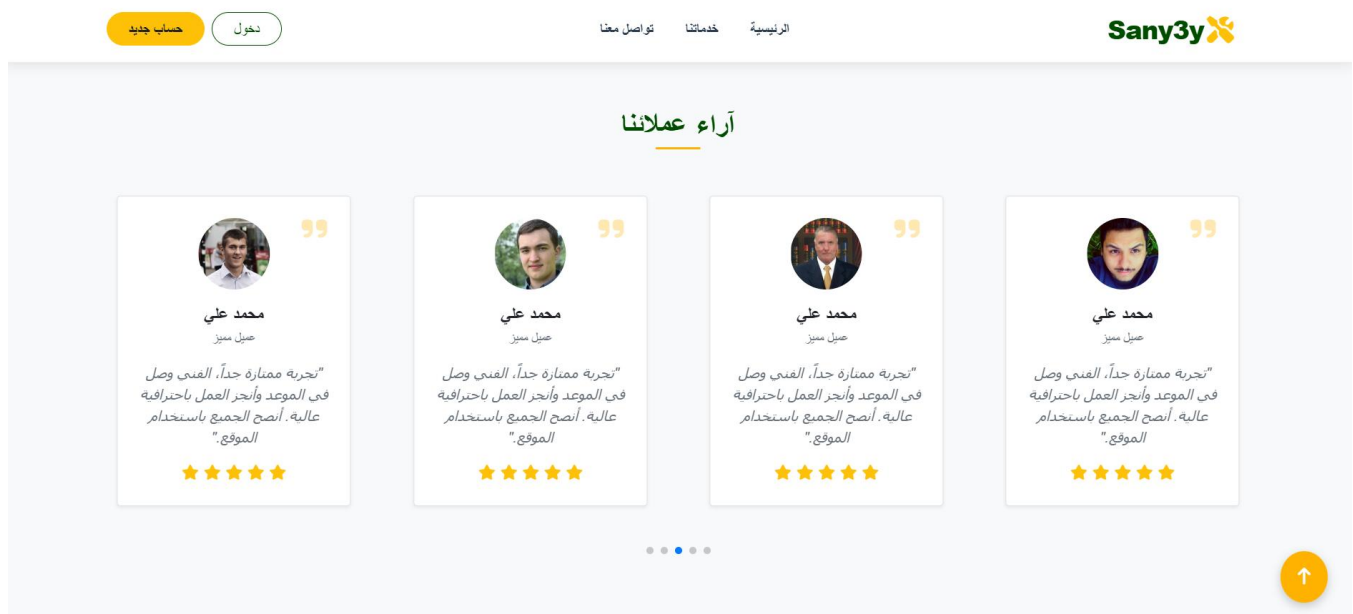 Sany3y
الرئيسية
خدماتنا
تواصل معنا
دخول
حساب جديد
آراء عملائنا
محمد علي
عميل مميز
"تجربة ممتازة جداً، الفني وصل
في الموعد وأنجز العمل باحترافية
عالية. أنصح الجميع باستخدام
الموقع."
محمد علي
عميل مميز
"تجربة ممتازة جداً، الفني وصل
في الموعد وأنجز العمل باحترافية
عالية. أنصح الجميع باستخدام
الموقع."
محمد علي
عميل مميز
"تجربة ممتازة جداً، الفني وصل
في الموعد وأنجز العمل باحترافية
عالية. أنصح الجميع باستخدام
الموقع."
محمد علي
عميل مميز
"تجربة ممتازة جداً، الفني وصل
في الموعد وأنجز العمل باحترافية
عالية. أنصح الجميع باستخدام
الموقع."